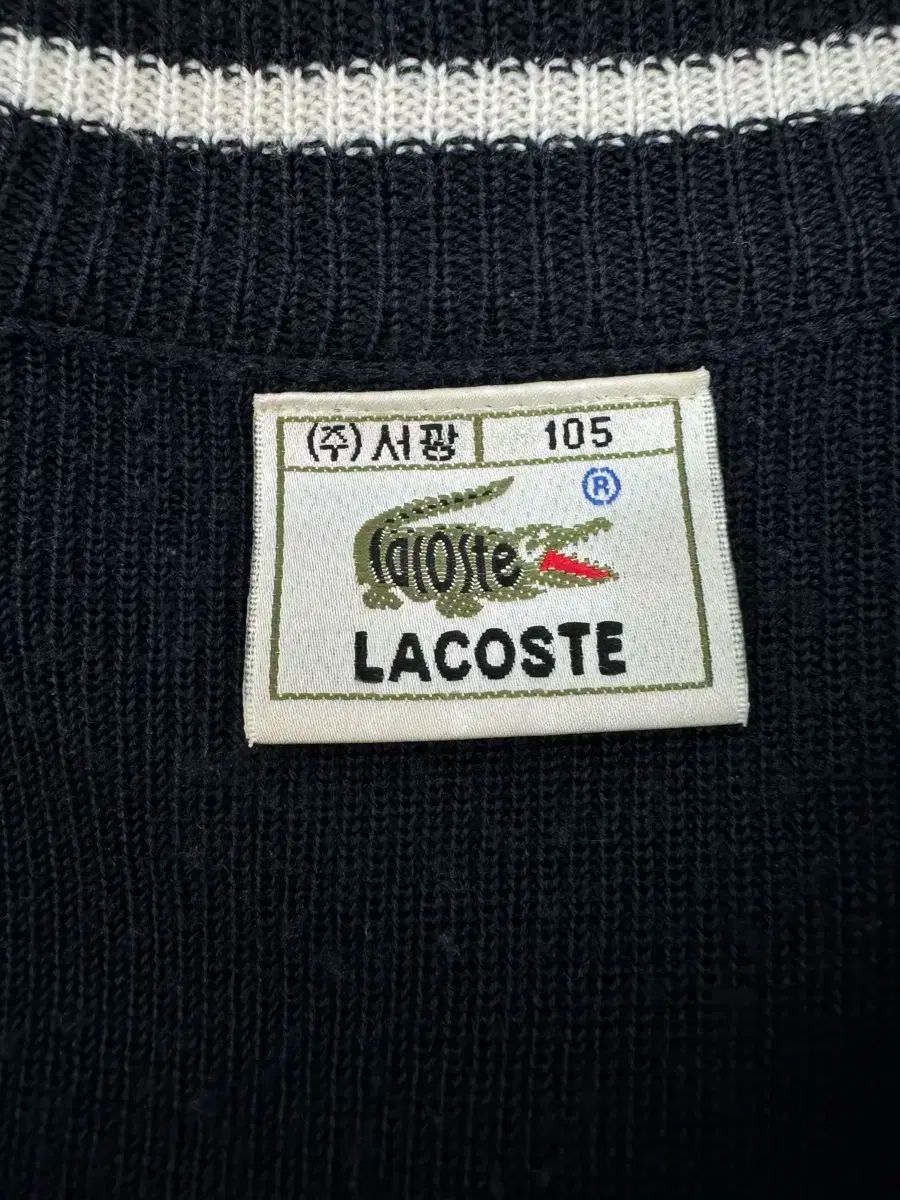 (주)서광 105
®
lacoste
LACOSTE